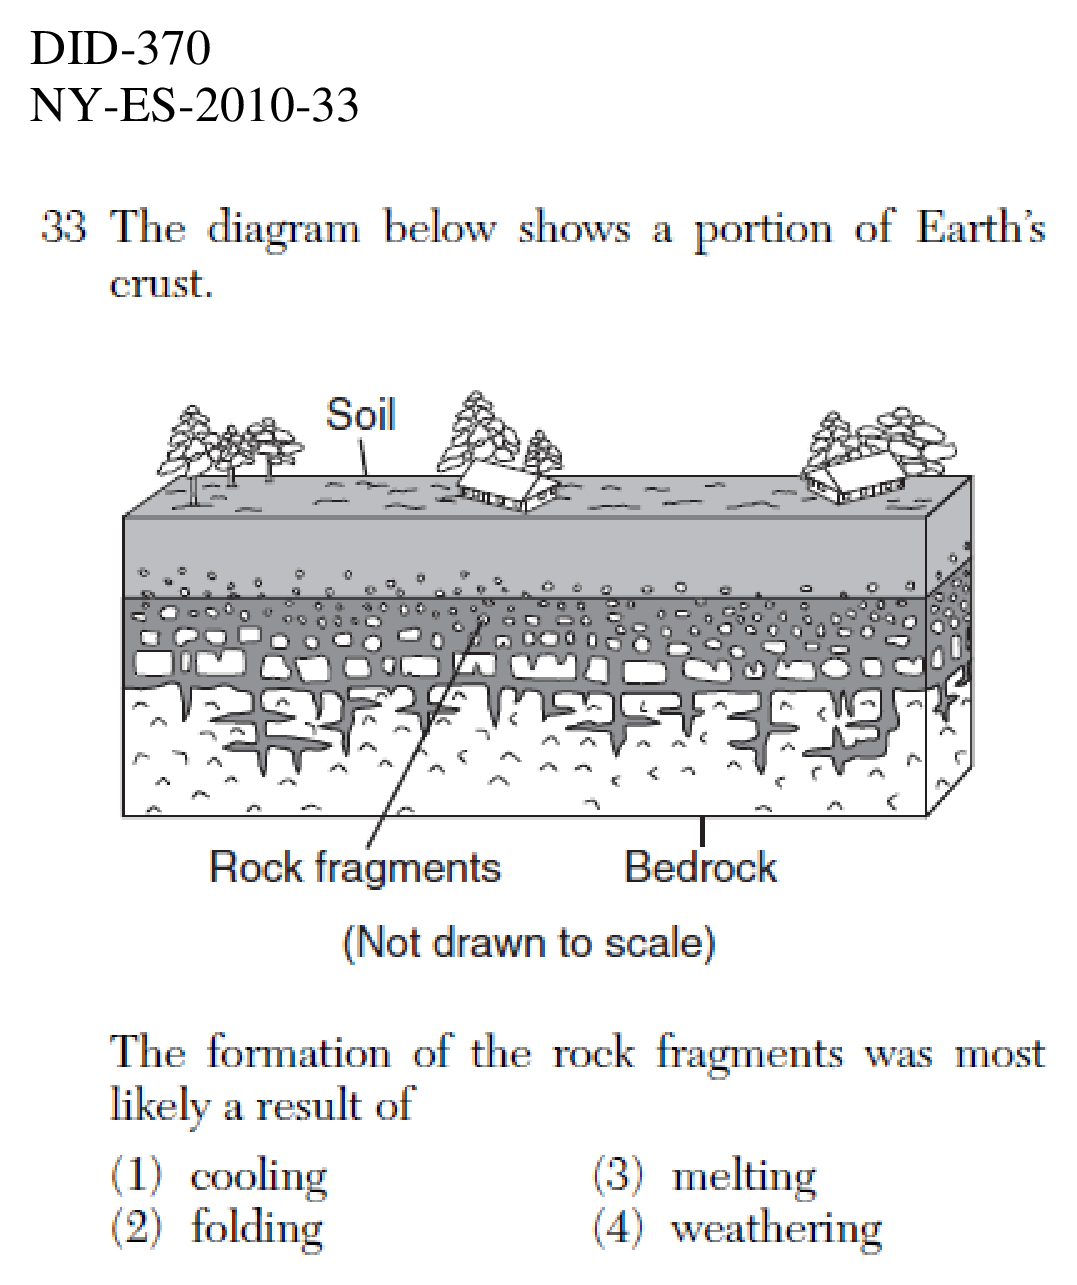 DID-370
NY-ES-2010-33
33 The diagram below shows a portion of Earth's
crust.
Soil
Rock fragments
Bedrock
(Not drawn to scale)
The formation of the rock fragments was most
likely a result of
(1) cooling
(3) melting
(2) folding
(4) weathering